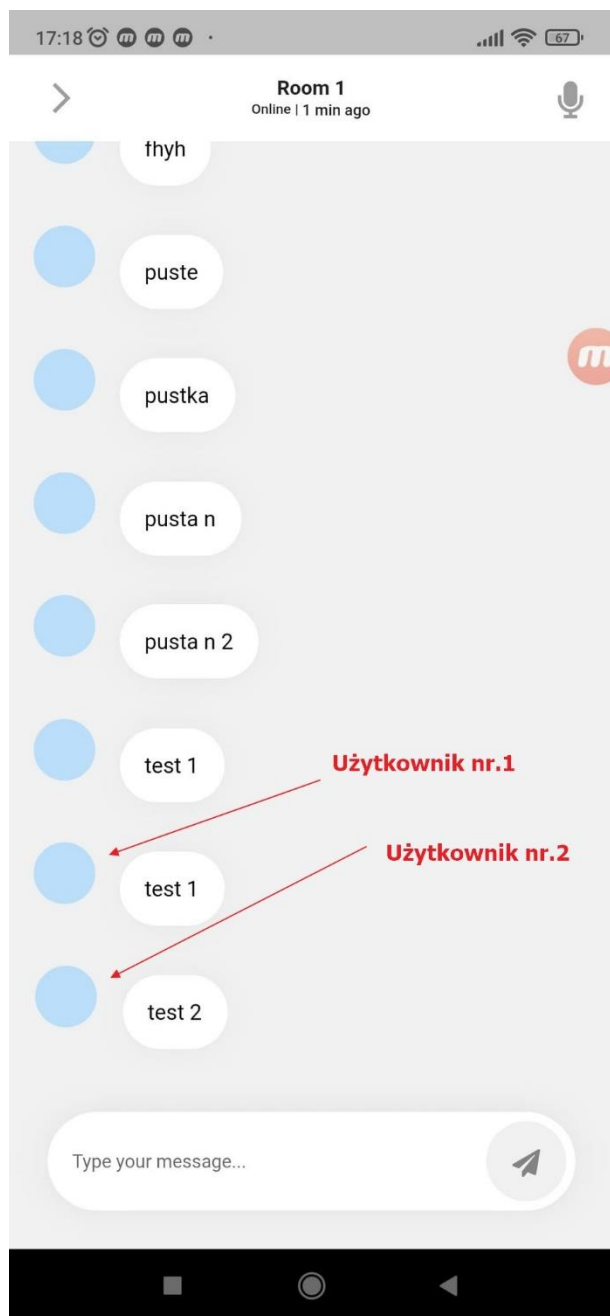 17:18 m m m 67
Room 1
Online | 1 min ago
fhyh
puste
m
pustka
pusta n
pusta n 2
test 1
Użytkownik nr.1
Użytkownik nr.2
test 1
test 2
Type your message...